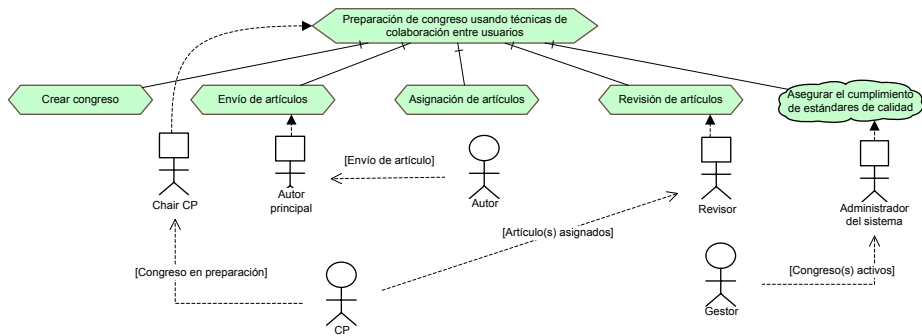 Preparación de congreso usando técnicas de
colaboración entre usuarios
Crear congreso
Envío de artículos
Asignación de artículos
Revisión de artículos
Asegurar el cumplimiento
de estándares de calidad
[Envío de artículo]
Chair CP
Autor
principal
Autor
Revisor
Administrador
del sistema
[Artículo(s) asignados]
[Congreso en preparación]
[Congreso(s) activos]
CP
Gestor